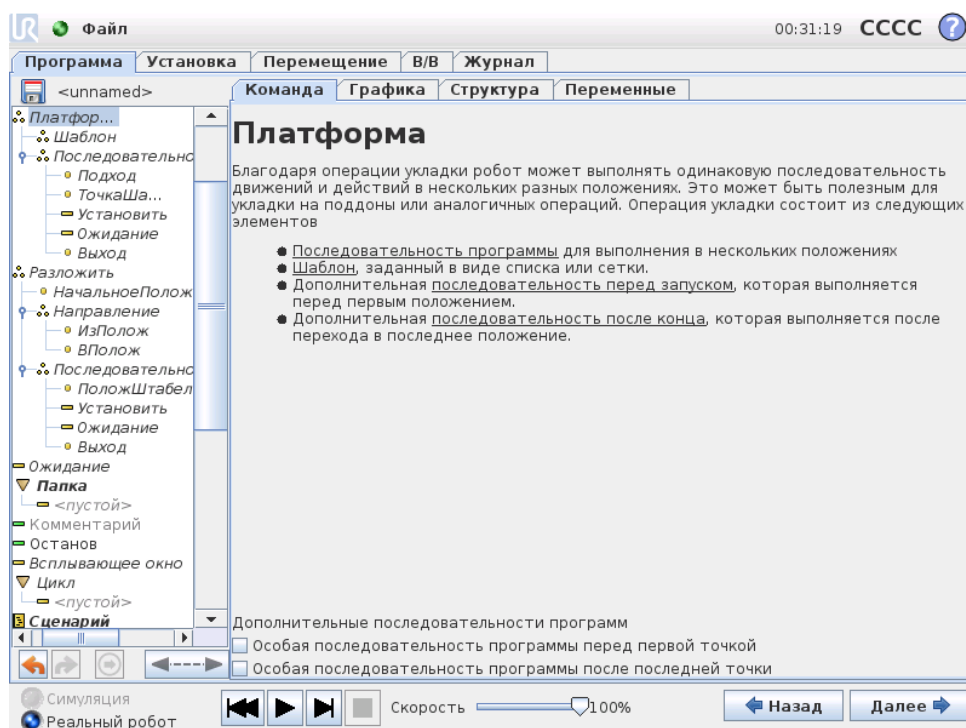 UR Файл 00:31:19 CCCC ?
Программа Установка Перемещение В/В Журнал
<unnamed> Команда Графика Структура Переменные
Платфор...
Шаблон
Последовательно
Подход
ТочкаШа...
Установить
Ожидание
Выход
Разложить
НачальноеПолож
Направление
ИзПолож
ВПолож
Последовательно
ПоложШтабел
Установить
Ожидание
Выход
Ожидание
Папка
<пустой>
Комментарий
Останов
Всплывающее окно
Цикл
<пустой>
Сценарий
Платформа
Благодаря операции укладки робот может выполнять одинаковую последовательность
движений и действий в нескольких разных положениях. Это может быть полезным для
укладки на поддоны или аналогичных операций. Операция укладки состоит из следующих
элементов
Последовательность программы для выполнения в нескольких положениях
Шаблон, заданный в виде списка или сетки.
Дополнительная последовательность перед запуском, которая выполняется
перед первым положением.
Дополнительная последовательность после конца, которая выполняется после
перехода в последнее положение.
Дополнительные последовательности программ
Особая последовательность программы перед первой точкой
Особая последовательность программы после последней точки
Симуляция
Реальный робот
Скорость 100%
Назад Далее